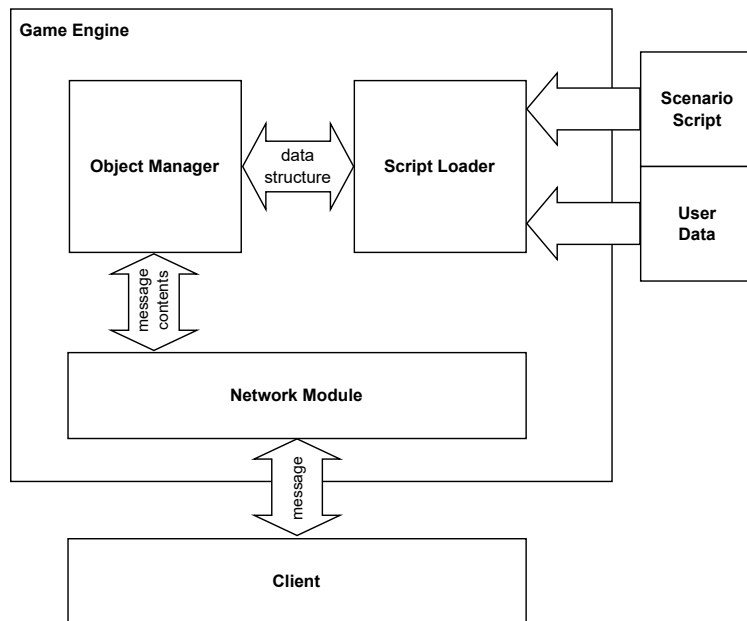 Game Engine
Object Manager
data
structure
Script Loader
Scenario
Script
User
Data
message
contents
Network Module
message
Client